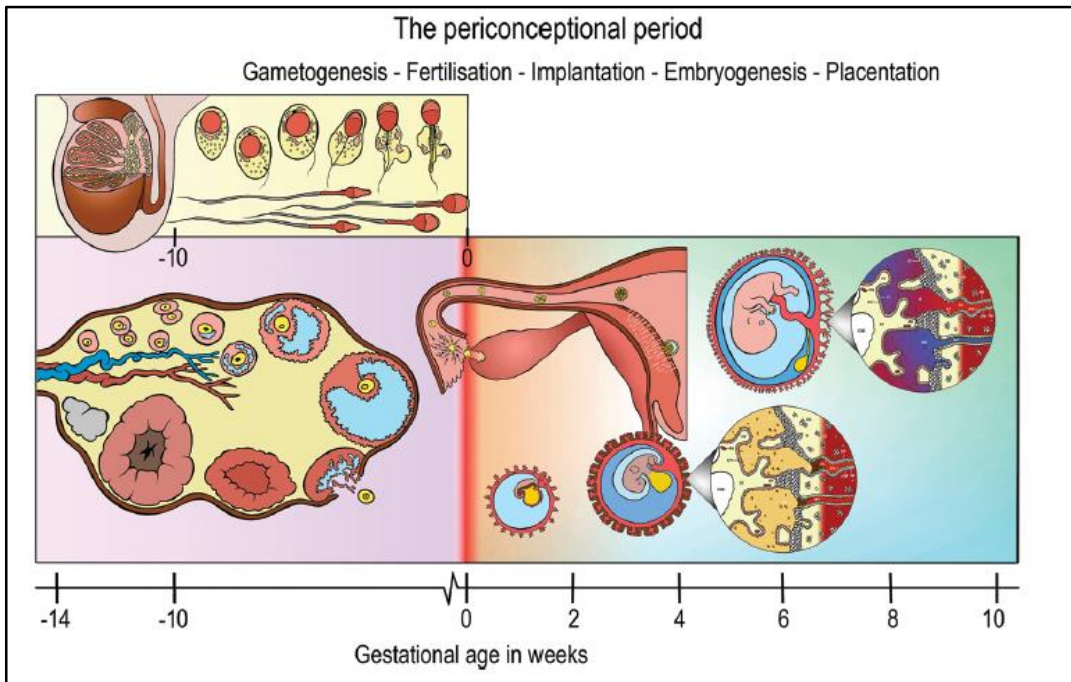 The periconceptional period
Gametogenesis - Fertilisation - Implantation - Embryogenesis - Placentation
-10 0
-14 -10 0 2 4 6 8 10
Gestational age in weeks